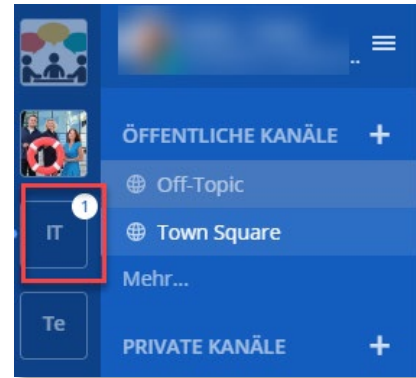 ..
ÖFFENTLICHE KANÄLE +
Off-Topic
1
IT
Town Square
Mehr...
Te
PRIVATE KANÄLE +